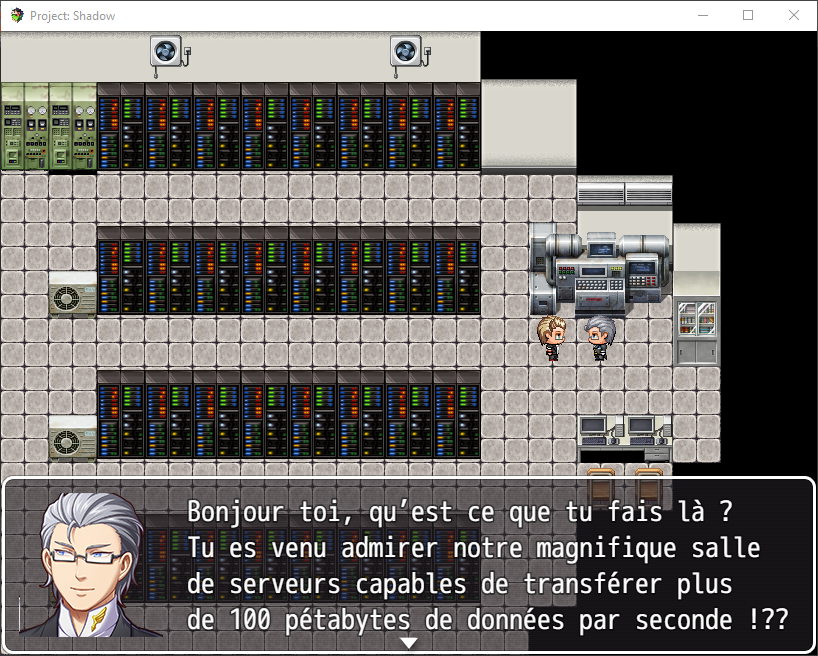 Project: Shadow
Bonjour toi, qu'est ce que tu fais là ?
Tu es venu admirer notre magnifique salle
de serveurs capables de transférer plus
de 100 pétabytes de données par seconde !??